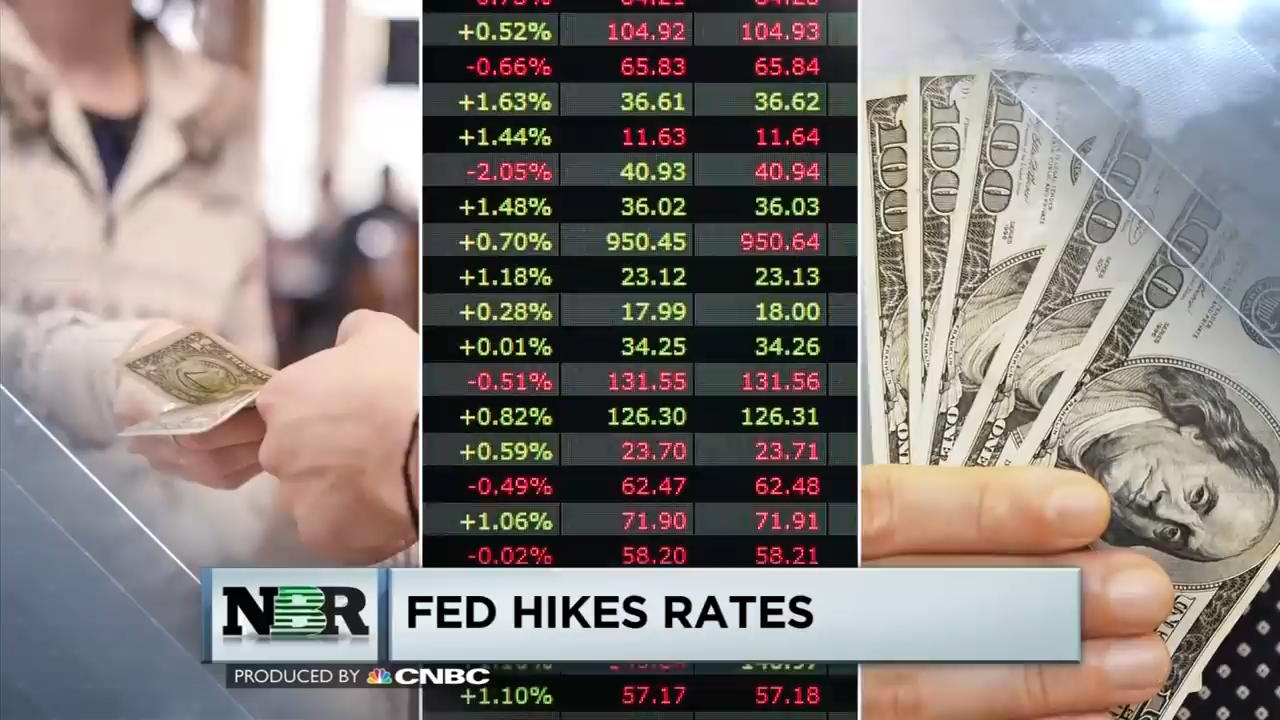 +0.52% 104.92 104.93
-0.66% 65.83 65.84
+1.63% 36.61 36.62
+1.44% 11.63 11.64
-2.05% 40.93 40.94
+1.48% 36.02 36.03
+0.70% 950.45 950.64
+1.18% 23.12 23.13
+0.28% 17.99 18.00
+0.01% 34.25 34.26
-0.51% 131.55 131.56
+0.82% 126.30 126.31
+0.59% 23.70 23.71
-0.49% 62.47 62.48
+1.06% 71.90 71.91
-0.02% 58.20 58.21
+1.10% 57.17 57.18
100
100
100
100
100
NBR FED HIKES RATES
PRODUCED BY CNBC